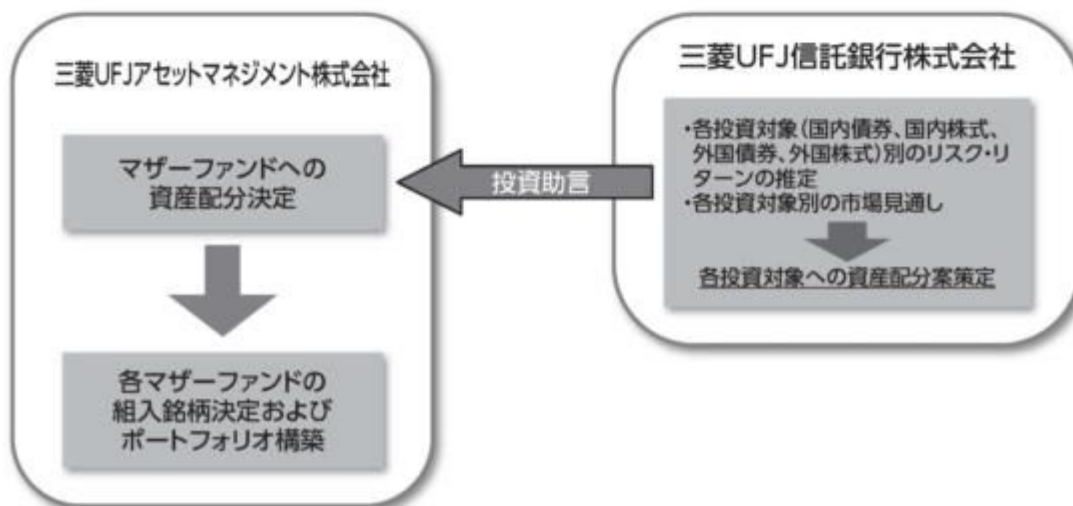 三菱UFJアセットマネジメント株式会社
マザーファンドへの
資産配分決定
各マザーファンドの
組入銘柄決定および
ポートフォリオ構築
投資助言
三菱UFJ信託銀行株式会社
・各投資対象(国内債券、国内株式、
外国債券、外国株式)別のリスク・リ
ターンの推定
・各投資対象別の市場見通し
各投資対象への資産配分案策定